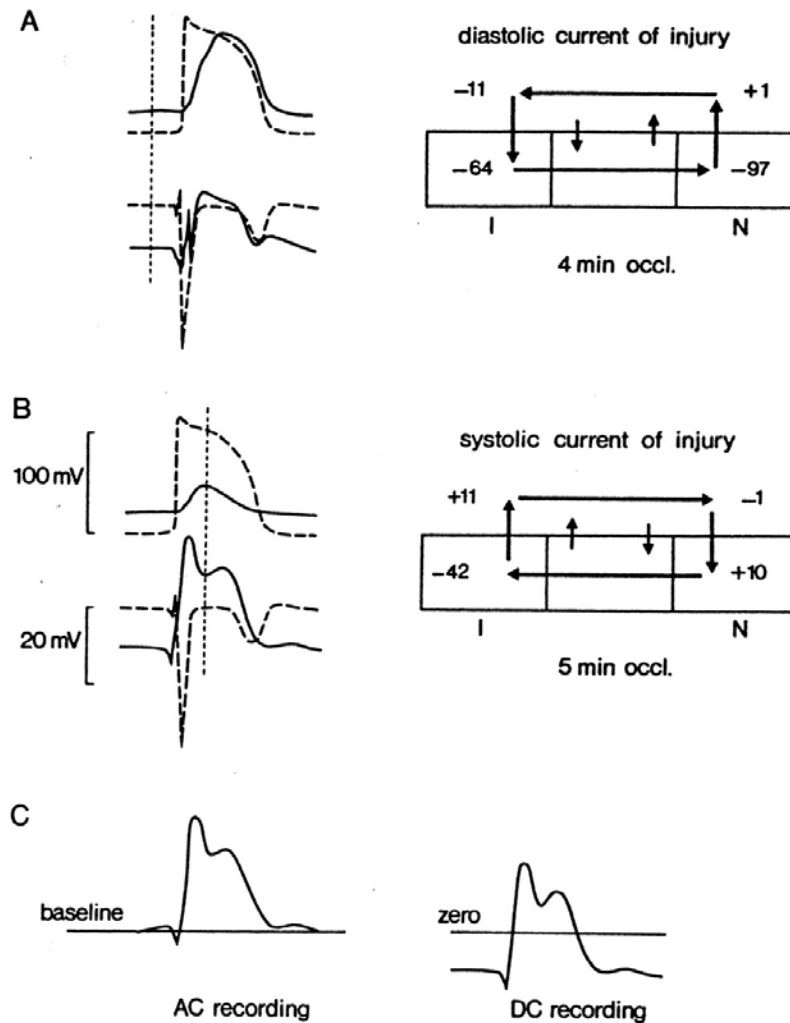 A
diastolic current of injury
−11 +1
−64 −97
I N
4 min occl.
B
100 mV
20 mV
systolic current of injury
+11 −1
−42 +10
I N
5 min occl.
C
baseline
zero
AC recording
DC recording